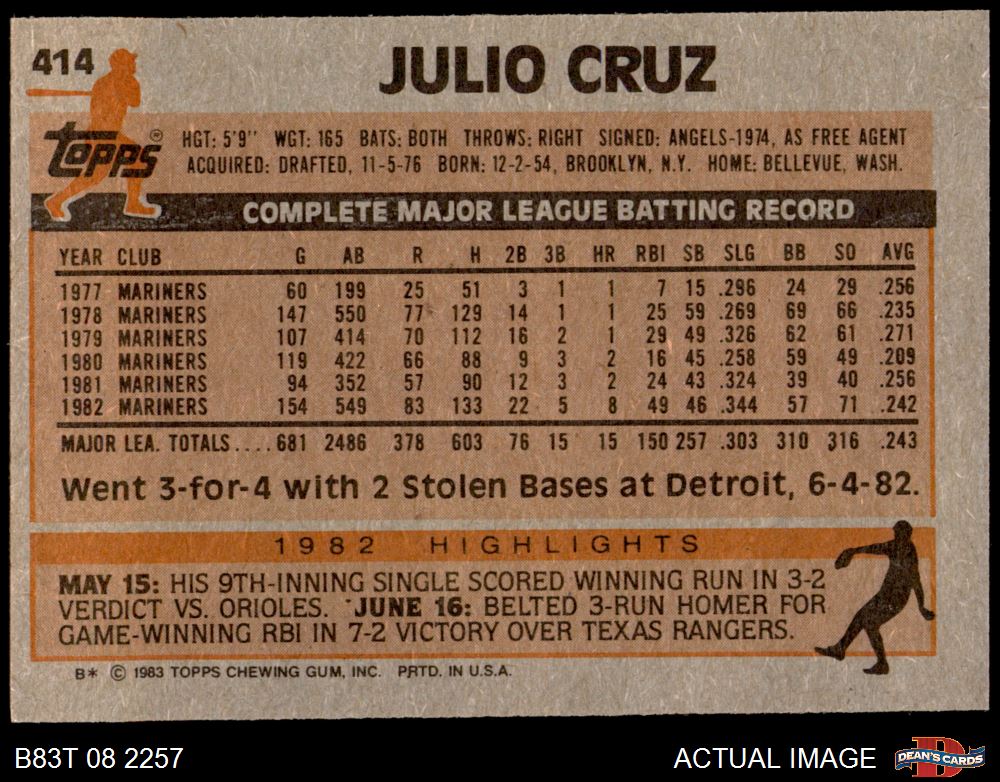 414
JULIO CRUZ
Topps®
HGT: 5'9" WGT: 165 BATS: BOTH THROWS: RIGHT SIGNED: ANGELS-1974, AS FREE AGENT
ACQUIRED: DRAFTED, 11-5-76 BORN: 12-2-54, BROOKLYN, N.Y. HOME: BELLEVUE, WASH.
COMPLETE MAJOR LEAGUE BATTING RECORD
YEAR CLUB G AB R H 2B 3B HR RBI SB SLG BB SO AVG
1977 MARINERS 60 199 25 51 3 1 1 7 15 .296 24 29 .256
1978 MARINERS 147 550 77 129 14 1 1 25 59 .269 69 66 .235
1979 MARINERS 107 414 70 112 16 2 1 29 49 .326 62 61 .271
1980 MARINERS 119 422 66 88 9 3 2 16 45 .258 59 49 .209
1981 MARINERS 94 352 57 90 12 3 2 24 43 .324 39 40 .256
1982 MARINERS 154 549 83 133 22 5 8 49 46 .344 57 71 .242
MAJOR LEA. TOTALS.... 681 2486 378 603 76 15 15 150 257 .303 310 316 .243
Went 3-for-4 with 2 Stolen Bases at Detroit, 6-4-82.
1982 HIGHLIGHTS
MAY 15: HIS 9TH-INNING SINGLE SCORED WINNING RUN IN 3-2
VERDICT VS. ORIOLES. JUNE 16: BELTED 3-RUN HOMER FOR
GAME-WINNING RBI IN 7-2 VICTORY OVER TEXAS RANGERS.
B* © 1983 TOPPS CHEWING GUM, INC. PRTD. IN U.S.A.
B83T 08 2257
ACTUAL IMAGE
D
DEAN'S CARDS